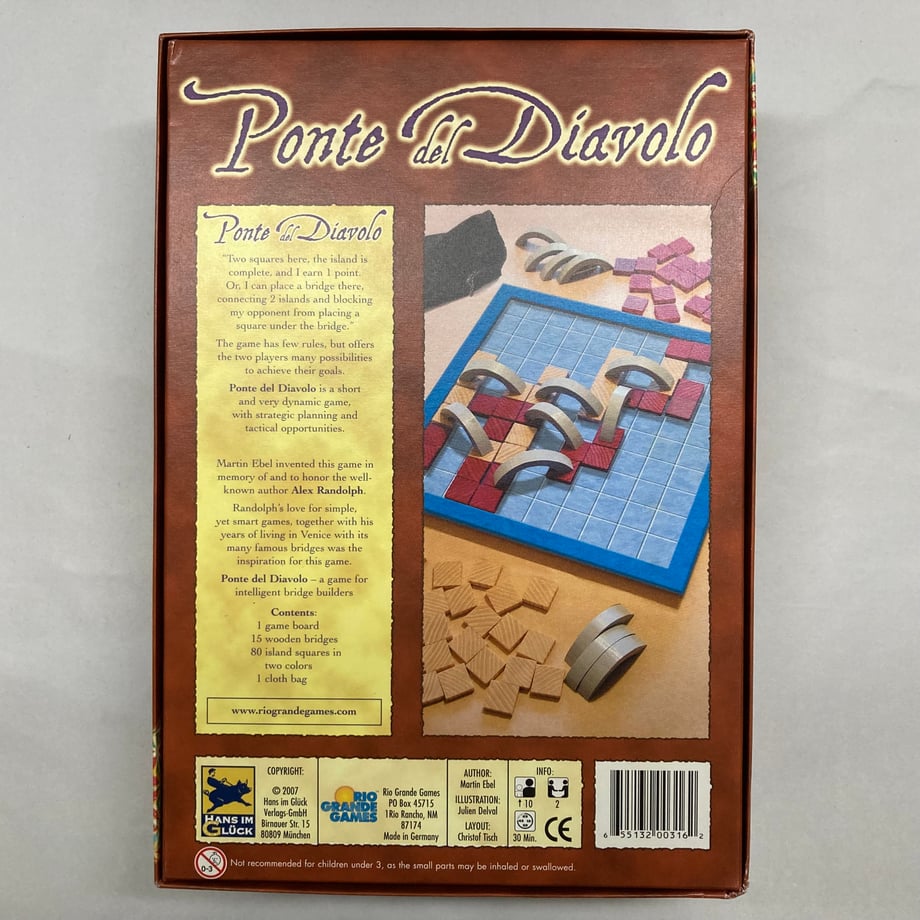 Ponte del Diavolo
Ponte del Diavolo
"Two squares here, the island is
complete, and I earn 1 point.
Or, I can place a bridge there,
connecting 2 islands and blocking
my opponent from placing a
square under the bridge."
The game has few rules, but offers
the two players many possibilities
to achieve their goals.
Ponte del Diavolo is a short
and very dynamic game,
with strategic planning and
tactical opportunities.
Martin Ebel invented this game in
memory of and to honor the well-
known author Alex Randolph.
Randolph's love for simple,
yet smart games, together with his
years of living in Venice with its
many famous bridges was the
inspiration for this game.
Ponte del Diavolo – a game for
intelligent bridge builders
Contents:
1 game board
15 wooden bridges
80 island squares in
two colors
1 cloth bag
www.riograndegames.com
HANS IM
GLÜCK
COPYRIGHT:
© 2007
Hans im Glück
Verlags-GmbH
Birnauer Str. 15
80809 München
RIO
GRANDE
GAMES
Rio Grande Games
PO Box 45715
1Rio Rancho, NM
87174
Made in Germany
AUTHOR:
Martin Ebel
ILLUSTRATION:
Julien Delval
LAYOUT:
Christof Tisch
INFO:
↑ 10
2
30 Min.
CE
6 55132 00316 2
0-3
Not recommended for children under 3, as the small parts may be inhaled or swallowed.